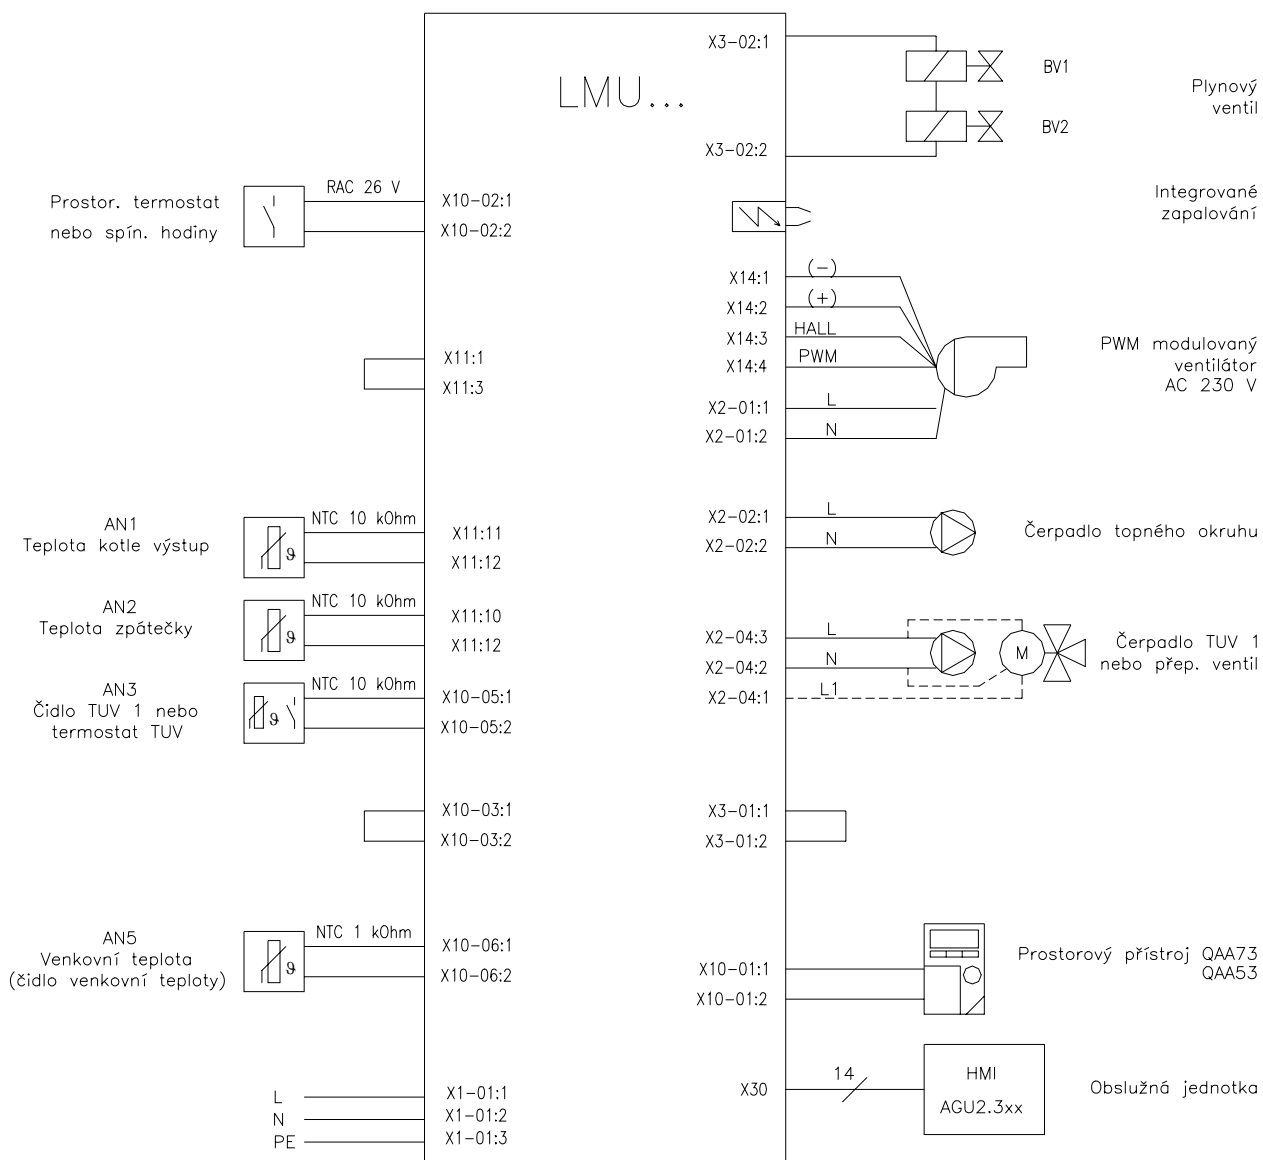 LMU...
Prostor. termostat
nebo spín. hodiny
RAC 26 V
X10-02:1
X10-02:2
X11:1
X11:3
AN1
Teplota kotle výstup
NTC 10 kOhm
ϑ
X11:11
X11:12
AN2
Teplota zpátečky
NTC 10 kOhm
ϑ
X11:10
X11:12
AN3
Čidlo TUV 1 nebo
termostat TUV
NTC 10 kOhm
ϑ
X10-05:1
X10-05:2
X10-03:1
X10-03:2
AN5
Venkovní teplota
(čidlo venkovní teploty)
NTC 1 kOhm
ϑ
X10-06:1
X10-06:2
L
N
PE
X1-01:1
X1-01:2
X1-01:3
X3-02:1
X3-02:2
BV1
BV2
Plynový
ventil
Integrované
zapalování
X14:1
(-)
X14:2
(+)
X14:3
HALL
X14:4
PWM
X2-01:1
L
X2-01:2
N
PWM modulovaný
ventilátor
AC 230 V
X2-02:1
L
X2-02:2
N
Čerpadlo topného okruhu
X2-04:3
L
X2-04:2
N
X2-04:1
L1
M
Čerpadlo TUV 1
nebo přep. ventil
X3-01:1
X3-01:2
X10-01:1
X10-01:2
Prostorový přístroj QAA73
QAA53
X30
14
HMI
AGU2.3xx
Obslužná jednotka